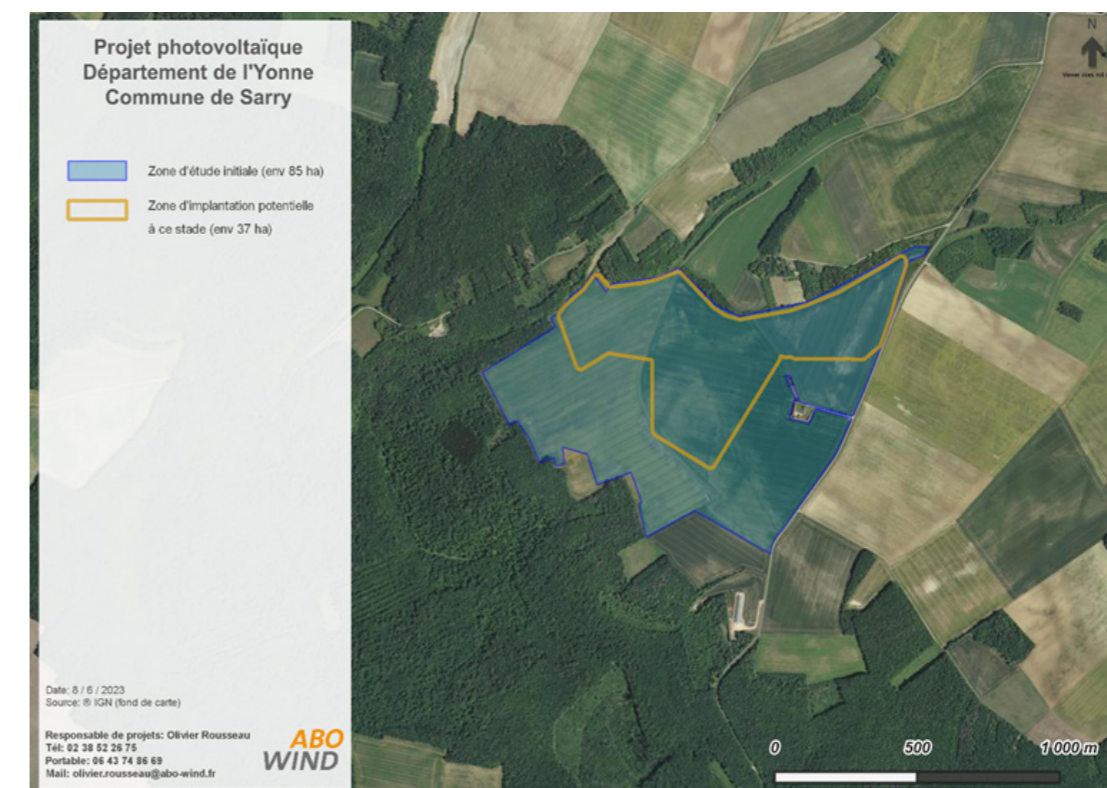 Projet photovoltaïque
Département de l'Yonne
Commune de Sarry
Zone d'étude initiale (env 85 ha)
Zone d'implantation potentielle
à ce stade (env 37 ha)
Date: 8 / 6 / 2023
Source: ® IGN (fond de carte)
Responsable de projets: Olivier Rousseau
Tél: 02 38 52 26 75
Portable: 06 43 74 86 69
Mail: olivier.rousseau@abo-wind.fr
ABO
WIND
N
Viewer does not
0 500 1 000 m